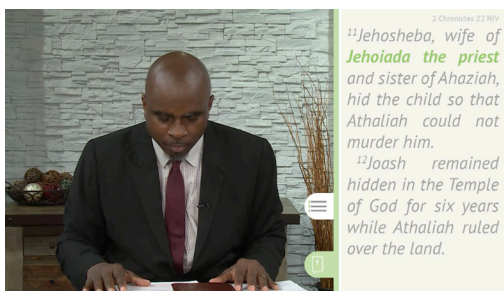 2 Chronicles 22 NIV
¹¹Jehosheba, wife of
Jehoiada the priest
and sister of Ahaziah,
hid the child so that
Athaliah could not
murder him.
¹²Joash remained
hidden in the Temple
of God for six years
while Athaliah ruled
over the land.